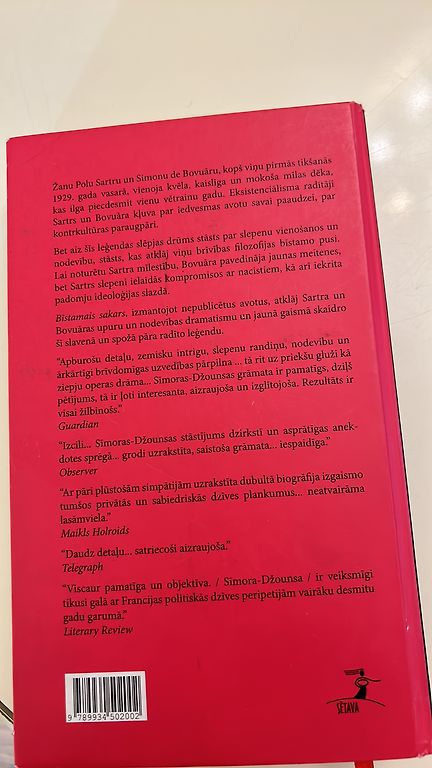 Žanu Polu Sartru un Simonu de Bovuāru, kopš viņu pirmās tikšanās
1929. gada vasarā, vienoja kvēla, kaislīga un mokoša mīlas dēka,
kas ilga piecdesmit vienu vētrainu gadu. Eksistenciālisma radītāji
Sartrs un Bovuāra kļuva par iedvesmas avotu savai paaudzei, par
kontrkultūras paraugpāri.
Bet aiz šīs leģendas slēpjas drūms stāsts par slepenu vienošanos un
nodevību, stāsts, kas atklāj viņu brīvības filozofijas bīstamo pusi.
Lai noturētu Sartra mīlestību, Bovuāra pavedināja jaunas meitenes,
bet Sartrs slepeni ielaidās kompromisos ar nacistiem, kā arī iekrita
padomju ideoloģijas slazdā.
Bīstamais sakars, izmantojot nepublicētus avotus, atklāj Sartra un
Bovuāras upuru un nodevības dramatismu un jaunā gaismā skaidro
šī slavenā un spožā pāra radīto leģendu.
“Apburošu detaļu, zemisku intrigu, slepenu randiņu, nodevību un
ārkārtīgi brīvdomīgas uzvedības pārpilna ... tā rit uz priekšu gluži kā
ziepju operas drāma... Simoras-Džounsas grāmata ir pamatīgs, dziļš
pētījums, tā ir ļoti interesanta, aizraujoša un izglītojoša. Rezultāts ir
visai žilbinošs.”
Guardian
“Izcili... Simoras-Džounsas stāstījums dzirksti un asprātīgas anek-
dotes sprēgā... grodi uzrakstīta, saistoša grāmata... iespaidīga.”
Observer
“Ar pāri plūstošām simpātijām uzrakstīta dubultā biogrāfija izgaismo
tumšos privātās un sabiedriskās dzīves plankumus... neatvairāma
lasāmviela.”
Maikls Holroids
“Daudz detaļu... satriecoši aizraujoša.”
Telegraph
“Viscaur pamatīga un objektīva. / Simora-Džounsa / ir veiksmīgi
tikusi galā ar Francijas politiskās dzīves peripetijām vairāku desmitu
gadu garumā.”
Literary Review
9 789934 502002
SĒTAVA